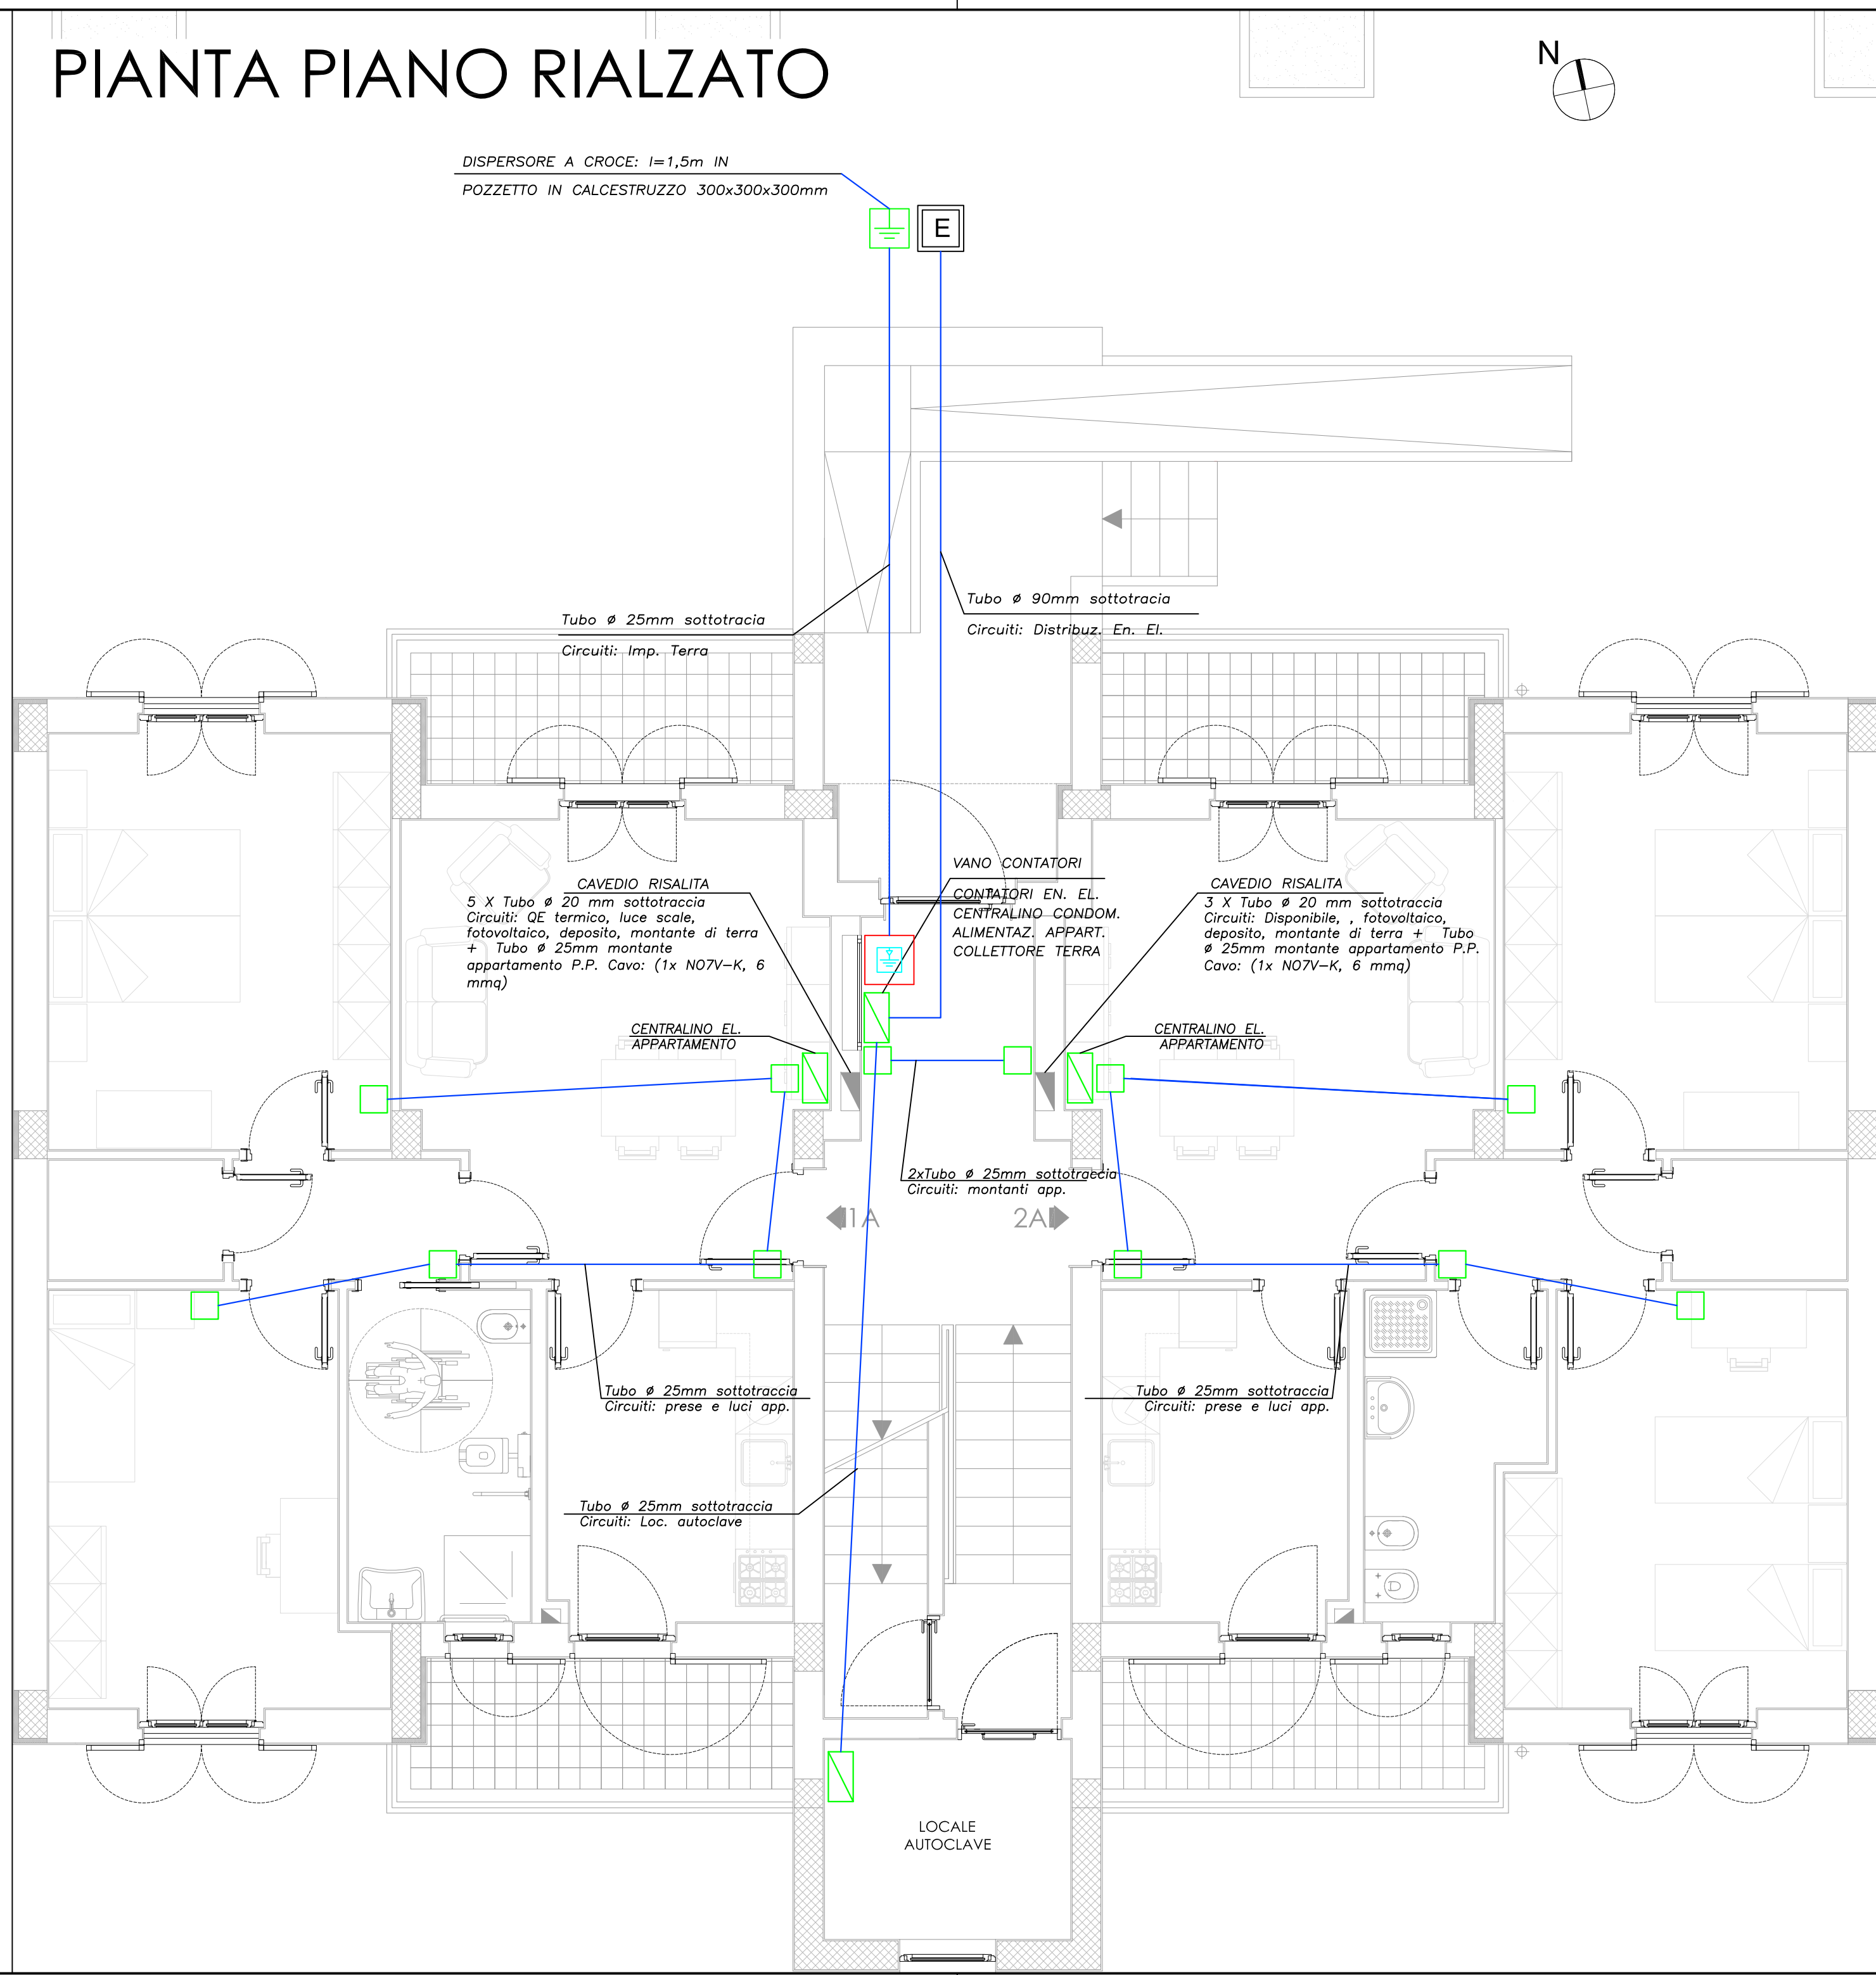 PIANTA PIANO RIALZATO
N
DISPERSORE A CROCE: l=1,5m IN
POZZETTO IN CALCESTRUZZO 300x300x300mm
E
Tubo ø 90mm sottotracia
Circuiti: Distribuz. En. El.
Tubo ø 25mm sottotracia
Circuiti: Imp. Terra
CAVEDIO RISALITA
5 X Tubo ø 20 mm sottotraccia
Circuiti: QE termico, luce scale,
fotovoltaico, deposito, montante di terra
+ Tubo ø 25mm montante
appartamento P.P. Cavo: (1x NO7V-K, 6
mmq)
VANO CONTATORI
CONTATORI EN. EL.
CENTRALINO CONDOM.
ALIMENTAZ. APPART.
COLLETTORE TERRA
CAVEDIO RISALITA
3 X Tubo ø 20 mm sottotraccia
Circuiti: Disponibile, , fotovoltaico,
deposito, montante di terra + Tubo
ø 25mm montante appartamento P.P.
Cavo: (1x NO7V-K, 6 mmq)
CENTRALINO EL.
APPARTAMENTO
CENTRALINO EL.
APPARTAMENTO
2xTubo ø 25mm sottotraccia
Circuiti: montanti app.
1A
2A
Tubo ø 25mm sottotraccia
Circuiti: prese e luci app.
Tubo ø 25mm sottotraccia
Circuiti: prese e luci app.
Tubo ø 25mm sottotraccia
Circuiti: Loc. autoclave
LOCALE
AUTOCLAVE